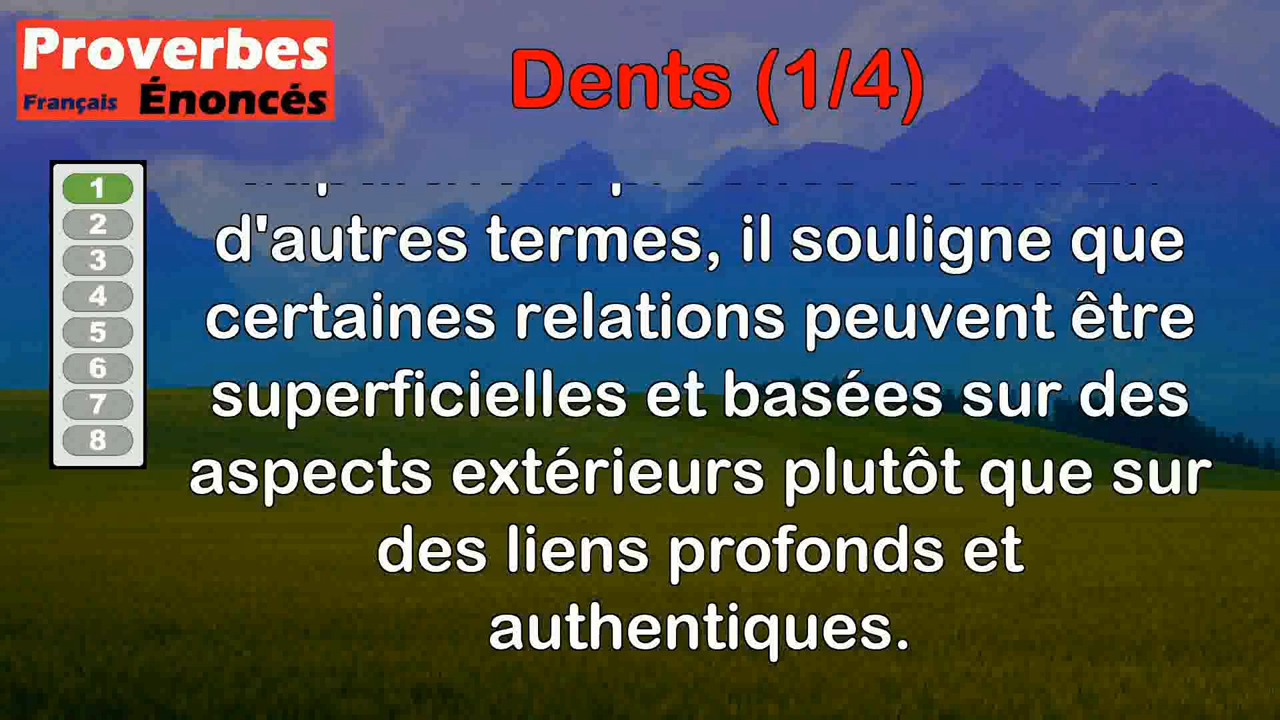 Proverbes
Français Énoncés
Dents (1/4)
1
2
3
4
5
6
7
8
d'autres termes, il souligne que
certaines relations peuvent être
superficielles et basées sur des
aspects extérieurs plutôt que sur
des liens profonds et
authentiques.